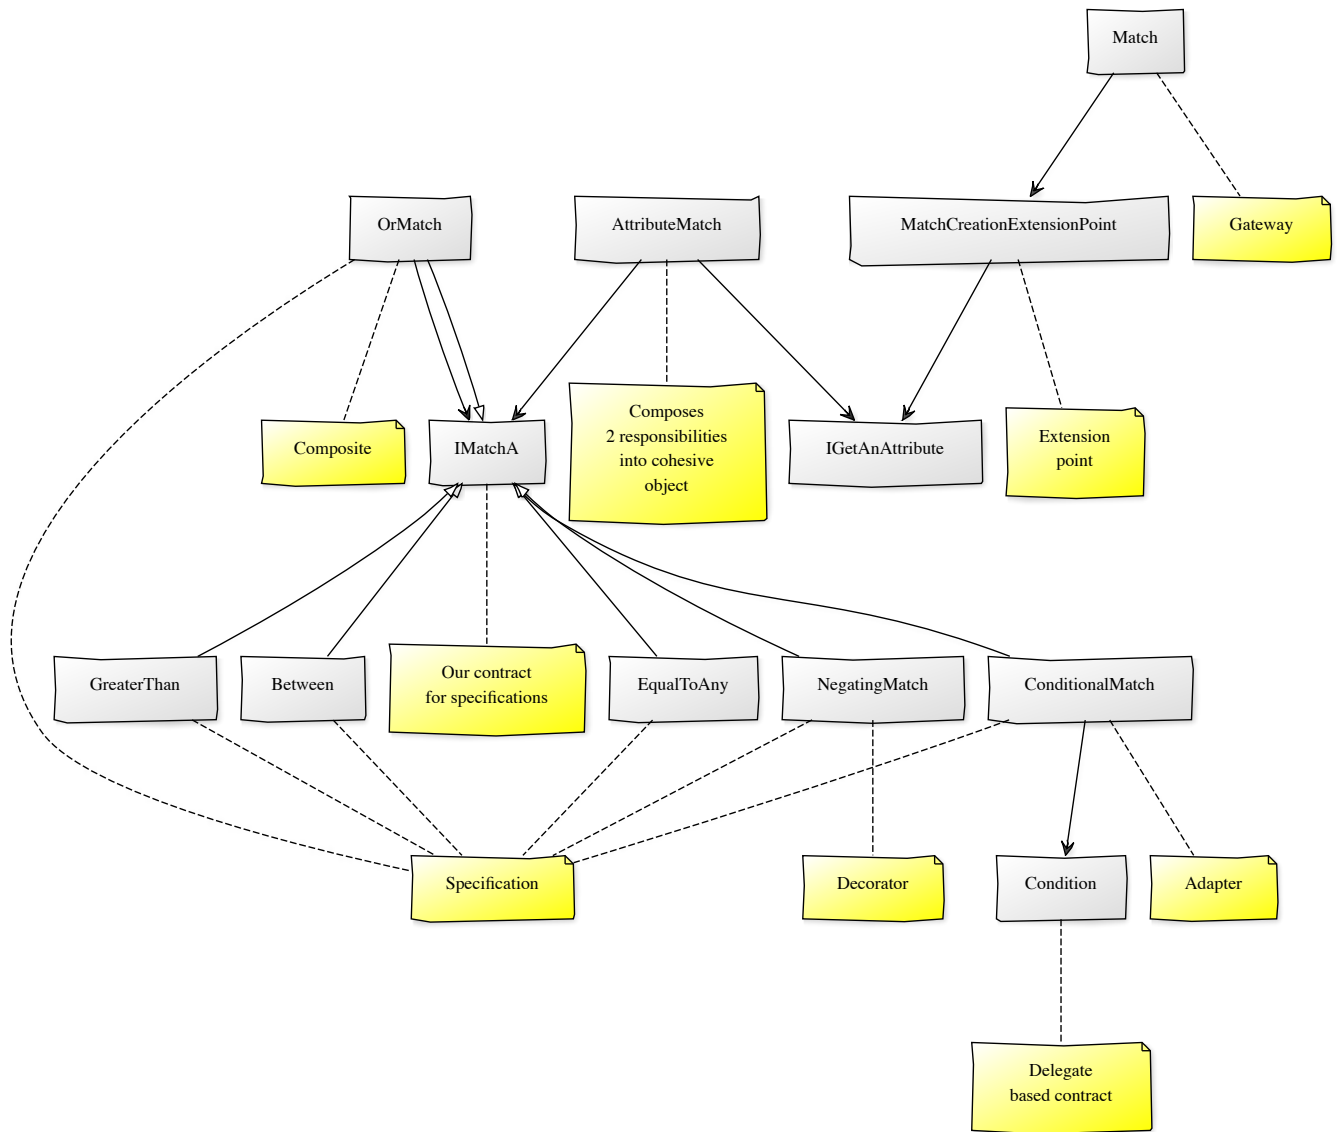 Match
OrMatch
AttributeMatch
MatchCreationExtensionPoint
Gateway
Composite
IMatchA
Composes
2 responsibilities
into cohesive
object
IGetAnAttribute
Extension
point
GreaterThan
Between
Our contract
for specifications
EqualToAny
NegatingMatch
ConditionalMatch
Specification
Decorator
Condition
Adapter
Delegate
based contract